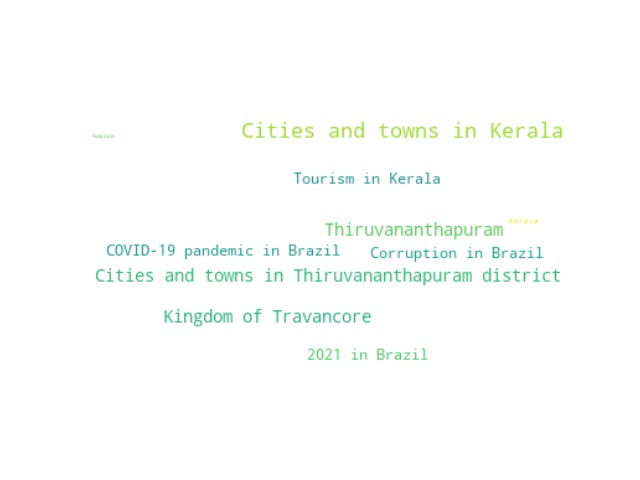 Cities and towns in Kerala
Tourism in Kerala
Kerala
Thiruvananthapuram
COVID-19 pandemic in Brazil
Corruption in Brazil
Cities and towns in Thiruvananthapuram district
Kingdom of Travancore
2021 in Brazil